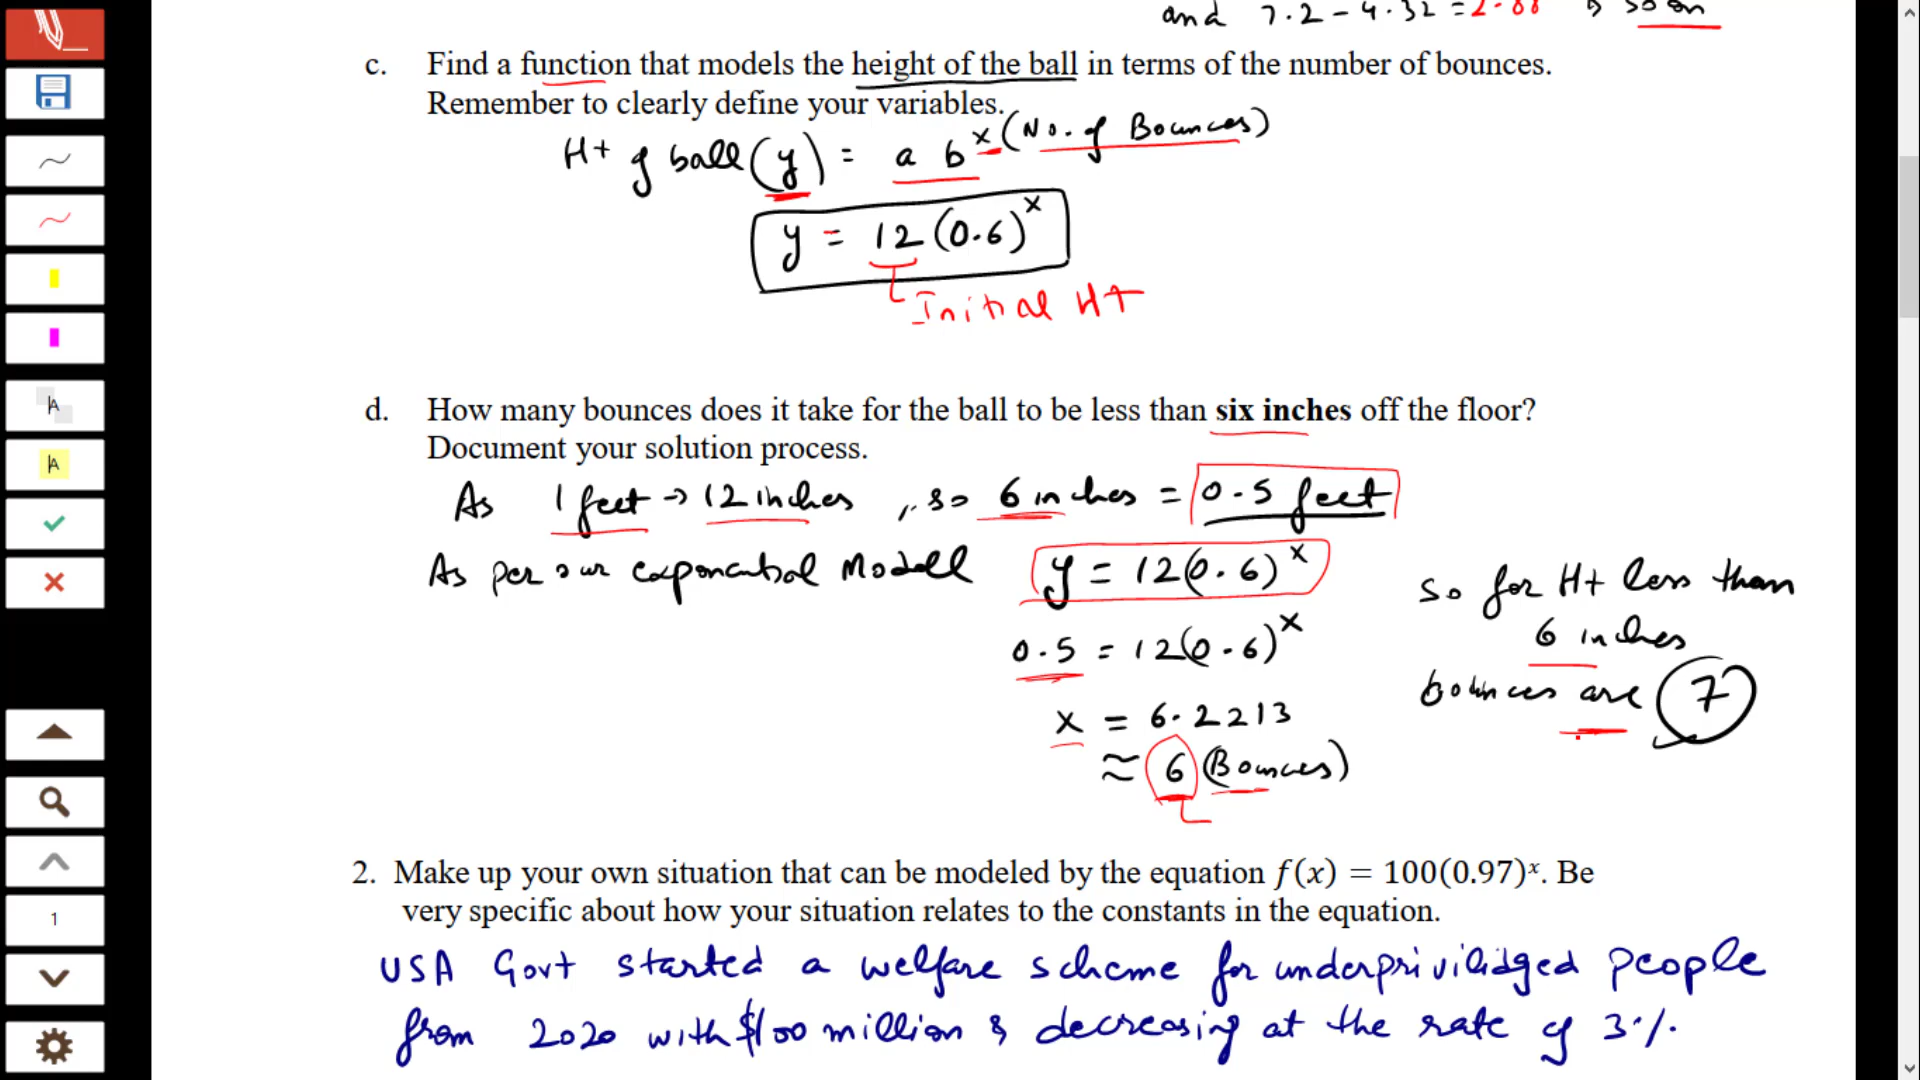 and 7.2 - 4.32 = 2.88 & so on
c. Find a function that models the height of the ball in terms of the number of bounces.
Remember to clearly define your variables.
Ht of ball (y) = a b^x (No. of Bounces)
y = 12 (0.6)^x
Initial Ht
d. How many bounces does it take for the ball to be less than six inches off the floor?
Document your solution process.
As 1 feet → 12 inches, so 6 inches = 0.5 feet
As per our exponential Modell y = 12(0.6)^x
0.5 = 12(0.6)^x
x = 6.2213
≈ 6 (Bounces)
so for Ht less than
6 inches
bounces are 7
2. Make up your own situation that can be modeled by the equation f(x) = 100(0.97)^x. Be
very specific about how your situation relates to the constants in the equation.
USA Govt started a welfare scheme for underprivilidged people
from 2020 with $100 million & decreasing at the rate of 3%.
A
A
1